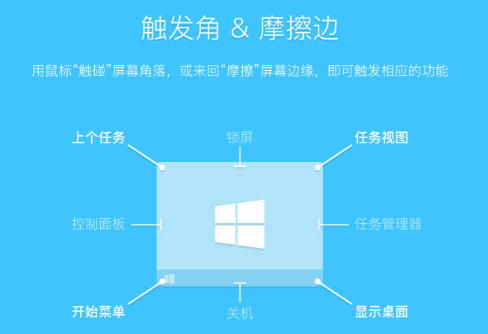 触发角 & 摩擦边
用鼠标“触碰”屏幕角落，或来回“摩擦”屏幕边缘，即可触发相应的功能
上个任务
锁屏
任务视图
控制面板
任务管理器
开始菜单
关机
显示桌面